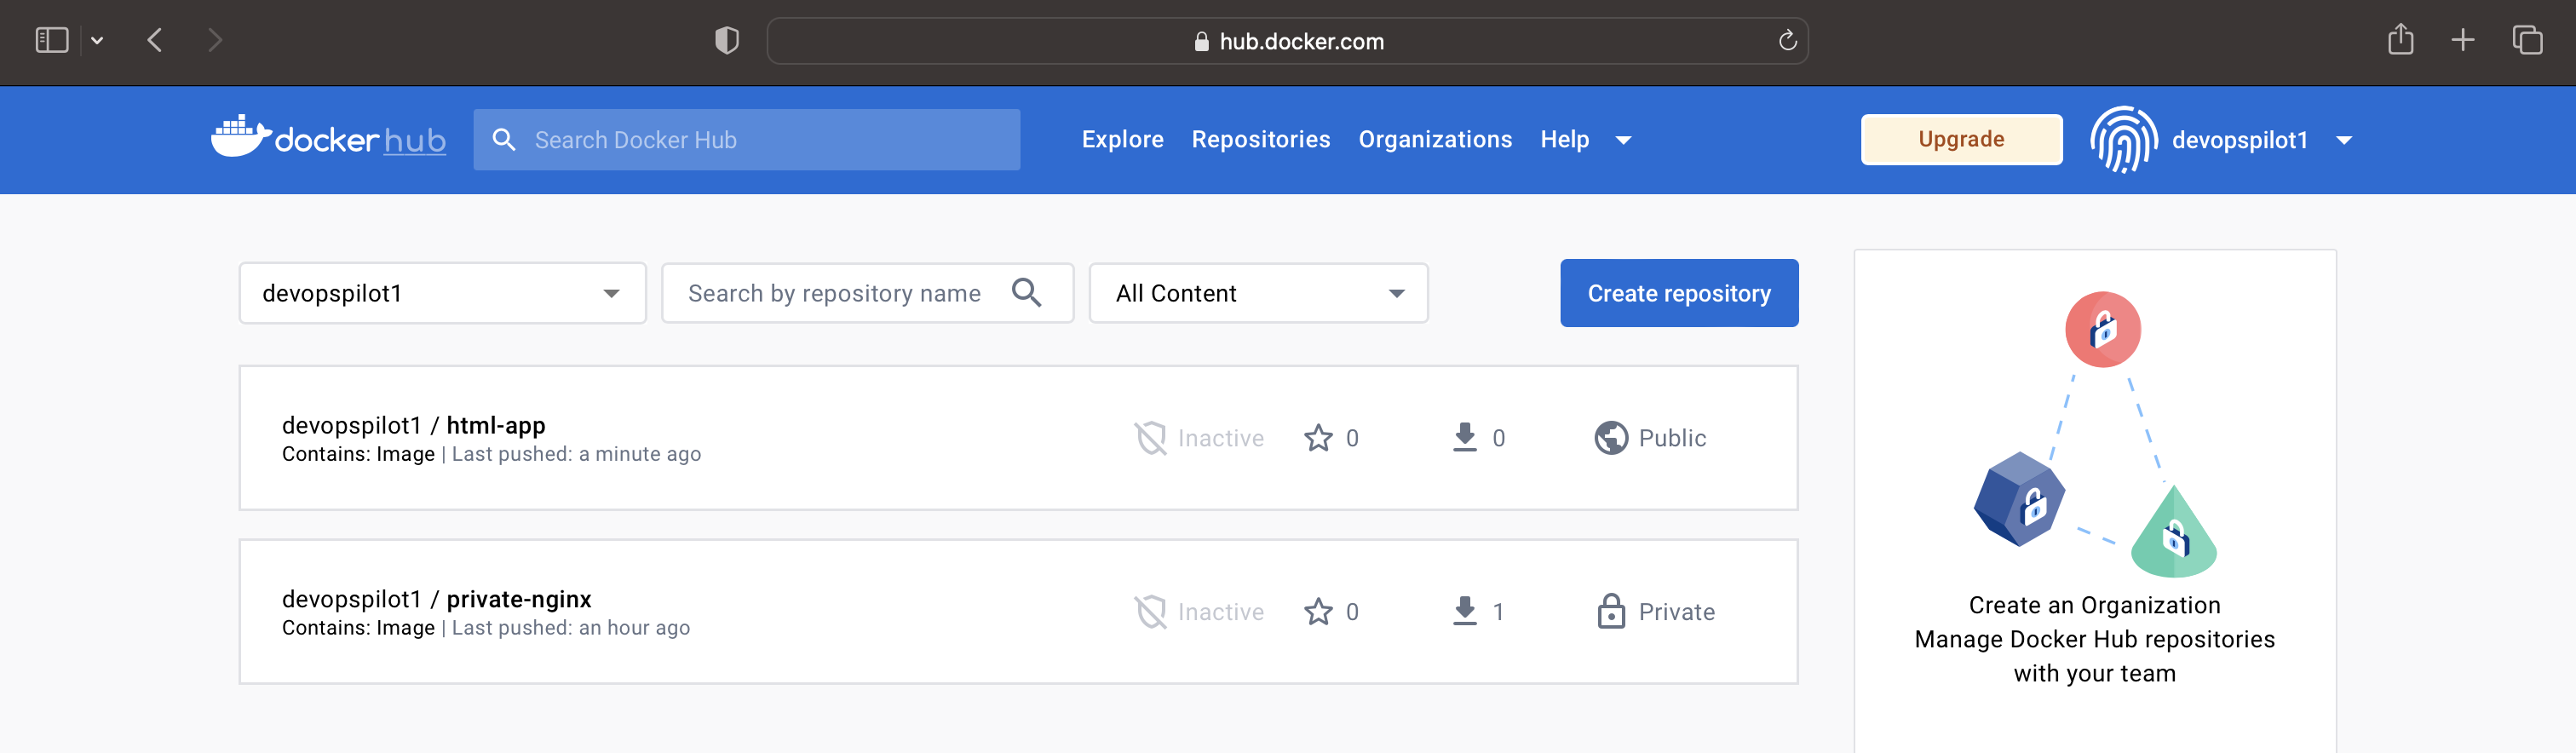 hub.docker.com
docker hub
Search Docker Hub
Explore Repositories Organizations Help
Upgrade
devopspilot1
devopspilot1
Search by repository name
All Content
Create repository
devopspilot1 / html-app
Contains: Image | Last pushed: a minute ago
Inactive
0
0
Public
devopspilot1 / private-nginx
Contains: Image | Last pushed: an hour ago
Inactive
0
1
Private
Create an Organization
Manage Docker Hub repositories
with your team